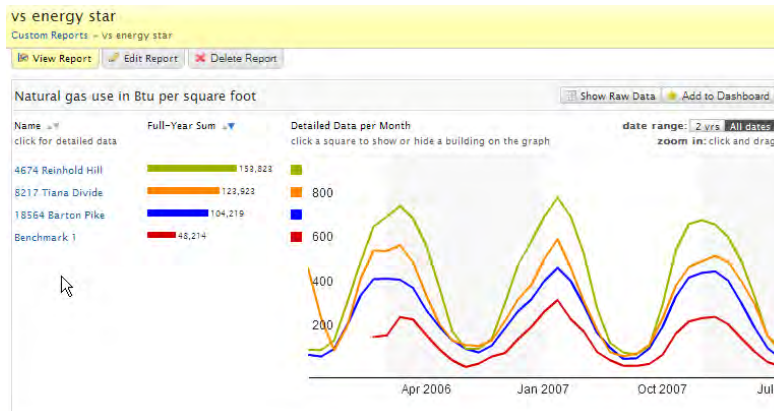 vs energy star
Custom Reports - vs energy star
View Report Edit Report Delete Report
Natural gas use in Btu per square foot Show Raw Data Add to Dashboard
Name Full-Year Sum Detailed Data per Month date range: 2 yrs All dates
click for detailed data click a square to show or hide a building on the graph zoom in: click and drag
4674 Reinhold Hill 153,823
8217 Tiana Divide 123,923
18564 Barton Pike 104,219
Benchmark 1 48,214
800
600
400
200
Apr 2006 Jan 2007 Oct 2007 Jul